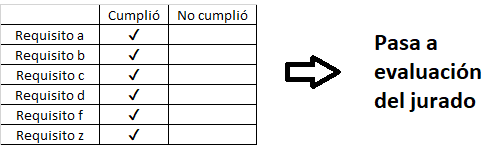 Cumplió No cumplió
Requisito a ✓
Requisito b ✓
Requisito c ✓
Requisito d ✓
Requisito f ✓
Requisito z ✓
Pasa a
evaluación
del jurado